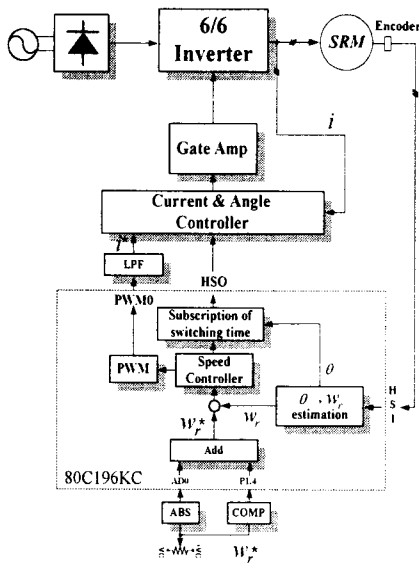 6/6
Inverter
SRM
Encoder
i
Gate Amp
Current & Angle
Controller
i*
LPF
HSO
PWM0
Subscription of
switching time
PWM
Speed
Controller
θ
θ , Wr
estimation
H
S
I
Wr*
Wr
Add
80C196KC
AD0
P1.4
ABS
COMP
Wr*